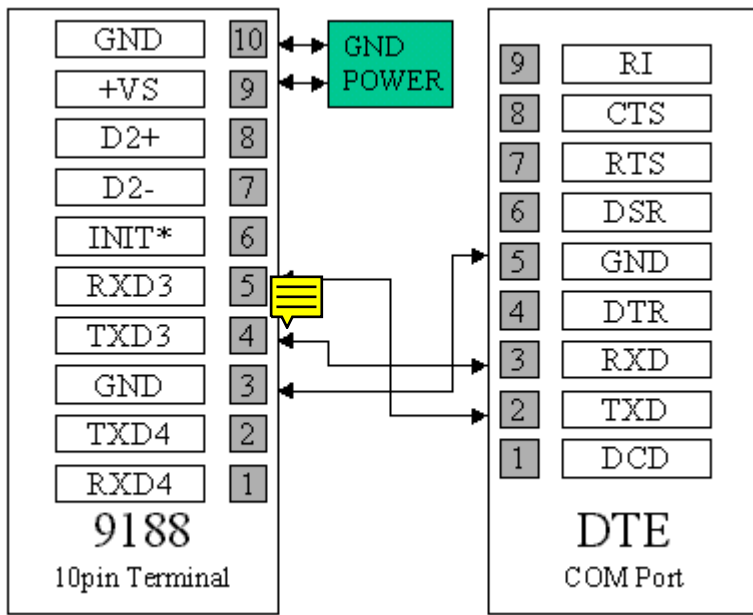 GND 10
+VS 9
D2+ 8
D2- 7
INIT* 6
RXD3 5
TXD3 4
GND 3
TXD4 2
RXD4 1
9188
10pin Terminal
GND
POWER
9 RI
8 CTS
7 RTS
6 DSR
5 GND
4 DTR
3 RXD
2 TXD
1 DCD
DTE
COM Port